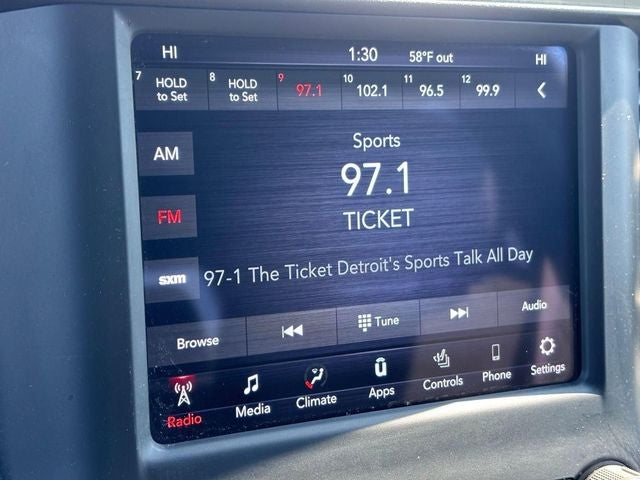 HI 1:30 58°F out HI
7 HOLD to Set 8 HOLD to Set 9 97.1 10 102.1 11 96.5 12 99.9
AM
Sports
97.1
FM
TICKET
sxm
97-1 The Ticket Detroit's Sports Talk All Day
Browse Tune Audio
Radio Media Climate Apps Controls Phone Settings